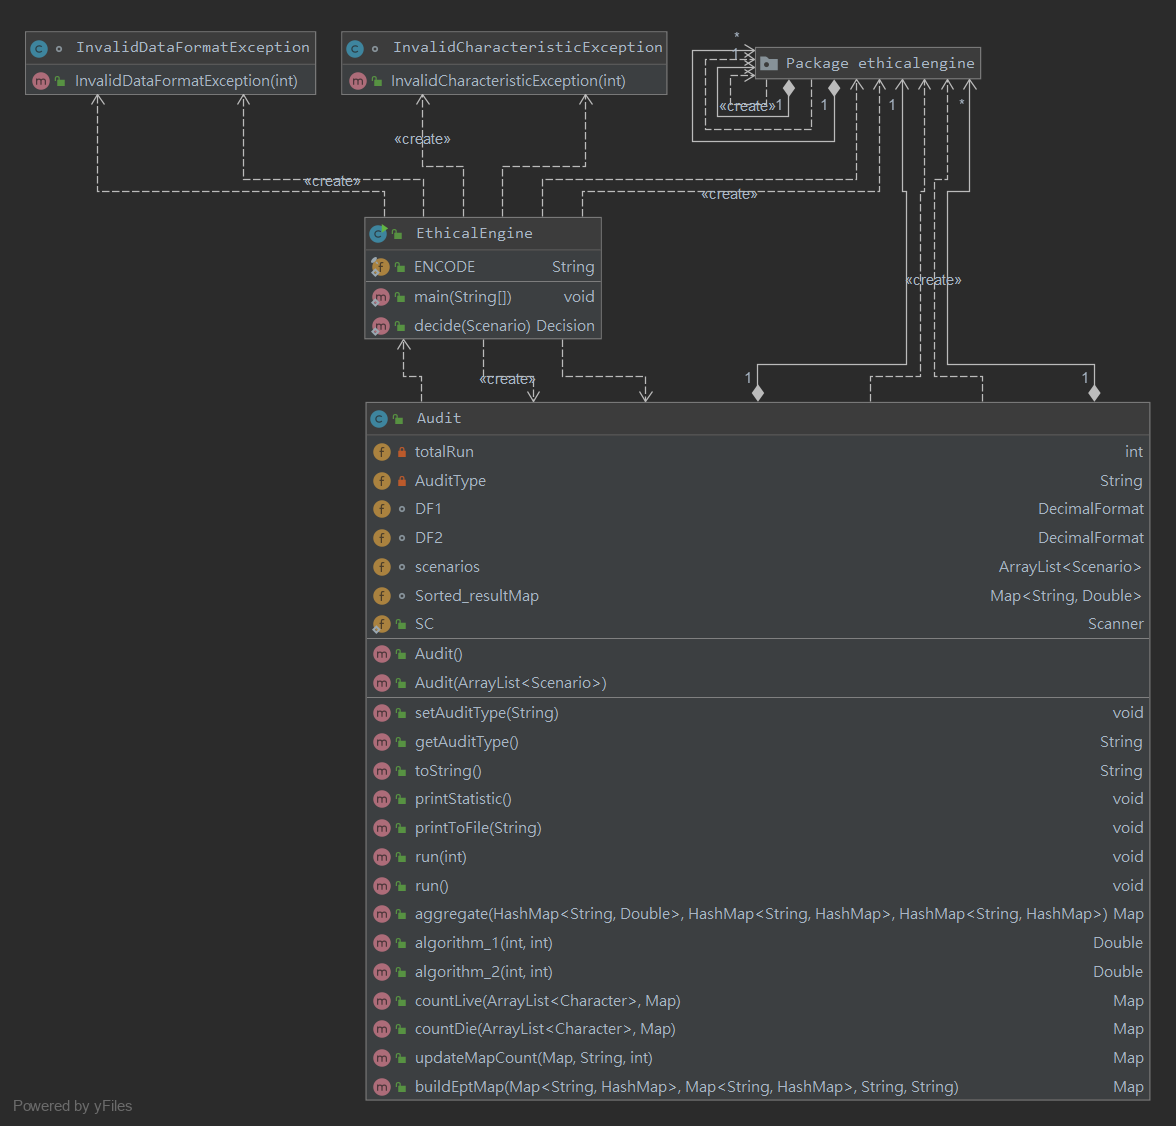 InvalidDataFormatException
InvalidDataFormatException(int)
InvalidCharacteristicException
InvalidCharacteristicException(int)
*
1
Package ethicalengine
«create»
1
1
1
*
«create»
«create»
«create»
EthicalEngine
ENCODE String
main(String[]) void
decide(Scenario) Decision
«create»
«create»
1
1
Audit
totalRun int
AuditType String
DF1 DecimalFormat
DF2 DecimalFormat
scenarios ArrayList<Scenario>
Sorted_resultMap Map<String, Double>
SC Scanner
Audit()
Audit(ArrayList<Scenario>)
setAuditType(String) void
getAuditType() String
toString() String
printStatistic() void
printToFile(String) void
run(int) void
run() void
aggregate(HashMap<String, Double>, HashMap<String, HashMap>, HashMap<String, HashMap>) Map
algorithm_1(int, int) Double
algorithm_2(int, int) Double
countLive(ArrayList<Character>, Map) Map
countDie(ArrayList<Character>, Map) Map
updateMapCount(Map, String, int) Map
buildEptMap(Map<String, HashMap>, Map<String, HashMap>, String, String) Map
Powered by yFiles